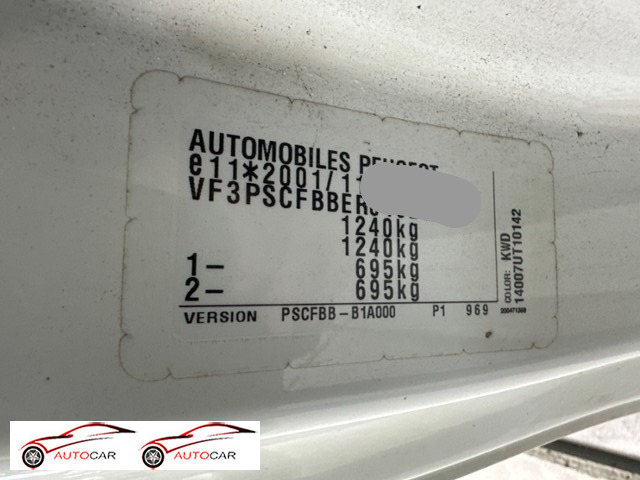 AUTOMOBILES PEUGEOT
e11*2001/11
VF3PSCFBBER
1240kg
1240kg
1- 695kg
2- 695kg
VERSION PSCFBB-B1A000 P1 969
COLOR: KWD
14007UT10142
AUTOCAR
AUTOCAR